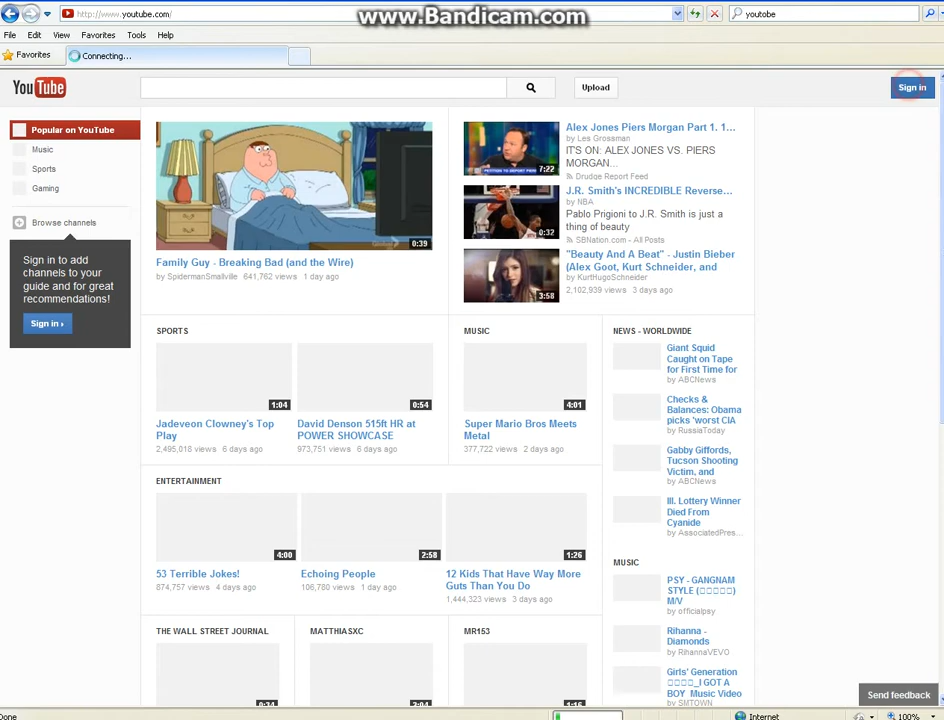 www.Bandicam.com
http://www.youtube.com/
youtobe
File Edit View Favorites Tools Help
Favorites
Connecting...
YouTube
Upload
Sign in
Popular on YouTube
Music
Sports
Gaming
Browse channels
Sign in to add
channels to your
guide and for great
recommendations!
Sign in ›
0:39
Family Guy - Breaking Bad (and the Wire)
by SpidermanSmallville 641,762 views 1 day ago
7:22
Alex Jones Piers Morgan Part 1. 1...
by Les Grossman
IT'S ON: ALEX JONES VS. PIERS
MORGAN...
Drudge Report Feed
0:32
J.R. Smith's INCREDIBLE Reverse...
by NBA
Pablo Prigioni to J.R. Smith is just a
thing of beauty
SBNation.com - All Posts
3:58
"Beauty And A Beat" - Justin Bieber
(Alex Goot, Kurt Schneider, and
by KurtHugoSchneider
2,102,939 views 3 days ago
SPORTS
1:04
Jadeveon Clowney's Top
Play
2,495,018 views 6 days ago
0:54
David Denson 515ft HR at
POWER SHOWCASE
973,751 views 6 days ago
MUSIC
4:01
Super Mario Bros Meets
Metal
377,722 views 2 days ago
NEWS - WORLDWIDE
Giant Squid
Caught on Tape
for First Time for
by ABCNews
Checks &
Balances: Obama
picks 'worst CIA
by RussiaToday
Gabby Giffords,
Tucson Shooting
Victim, and
by ABCNews
Ill. Lottery Winner
Died From
Cyanide
by AssociatedPres...
ENTERTAINMENT
4:00
53 Terrible Jokes!
874,757 views 4 days ago
2:58
Echoing People
106,780 views 1 day ago
1:26
12 Kids That Have Way More
Guts Than You Do
1,444,323 views 3 days ago
MUSIC
PSY - GANGNAM
STYLE (□□□□□)
M/V
by officialpsy
Rihanna -
Diamonds
by RihannaVEVO
Girls' Generation
□□□□_I GOT A
BOY_Music Video
by SMTOWN
THE WALL STREET JOURNAL
MATTHIASXC
MR153
Send feedback
Done
Internet
100%